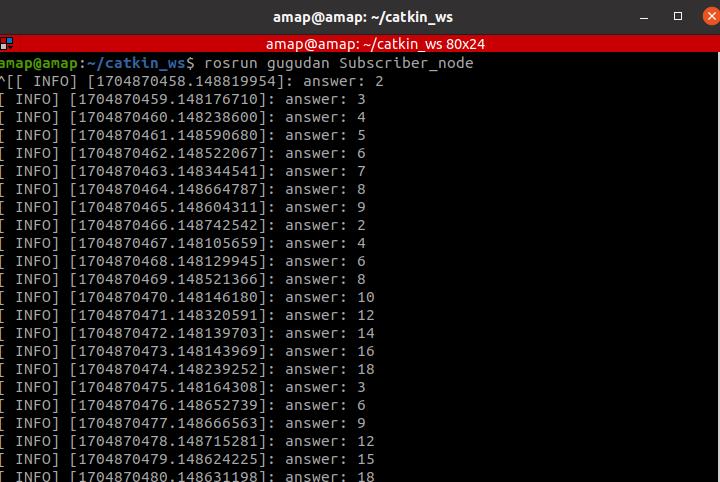 amap@amap: ~/catkin_ws
amap@amap: ~/catkin_ws 80x24
amap@amap:~/catkin_ws$ rosrun gugudan Subscriber_node
^[[ INFO] [1704870458.148819954]: answer: 2
[ INFO] [1704870459.148176710]: answer: 3
[ INFO] [1704870460.148238600]: answer: 4
[ INFO] [1704870461.148590680]: answer: 5
[ INFO] [1704870462.148522067]: answer: 6
[ INFO] [1704870463.148344541]: answer: 7
[ INFO] [1704870464.148664787]: answer: 8
[ INFO] [1704870465.148604311]: answer: 9
[ INFO] [1704870466.148742542]: answer: 2
[ INFO] [1704870467.148105659]: answer: 4
[ INFO] [1704870468.148129945]: answer: 6
[ INFO] [1704870469.148521366]: answer: 8
[ INFO] [1704870470.148146180]: answer: 10
[ INFO] [1704870471.148320591]: answer: 12
[ INFO] [1704870472.148139703]: answer: 14
[ INFO] [1704870473.148143969]: answer: 16
[ INFO] [1704870474.148239252]: answer: 18
[ INFO] [1704870475.148164308]: answer: 3
[ INFO] [1704870476.148652739]: answer: 6
[ INFO] [1704870477.148666563]: answer: 9
[ INFO] [1704870478.148715281]: answer: 12
[ INFO] [1704870479.148624225]: answer: 15
[ INFO] [1704870480.148631198]: answer: 18